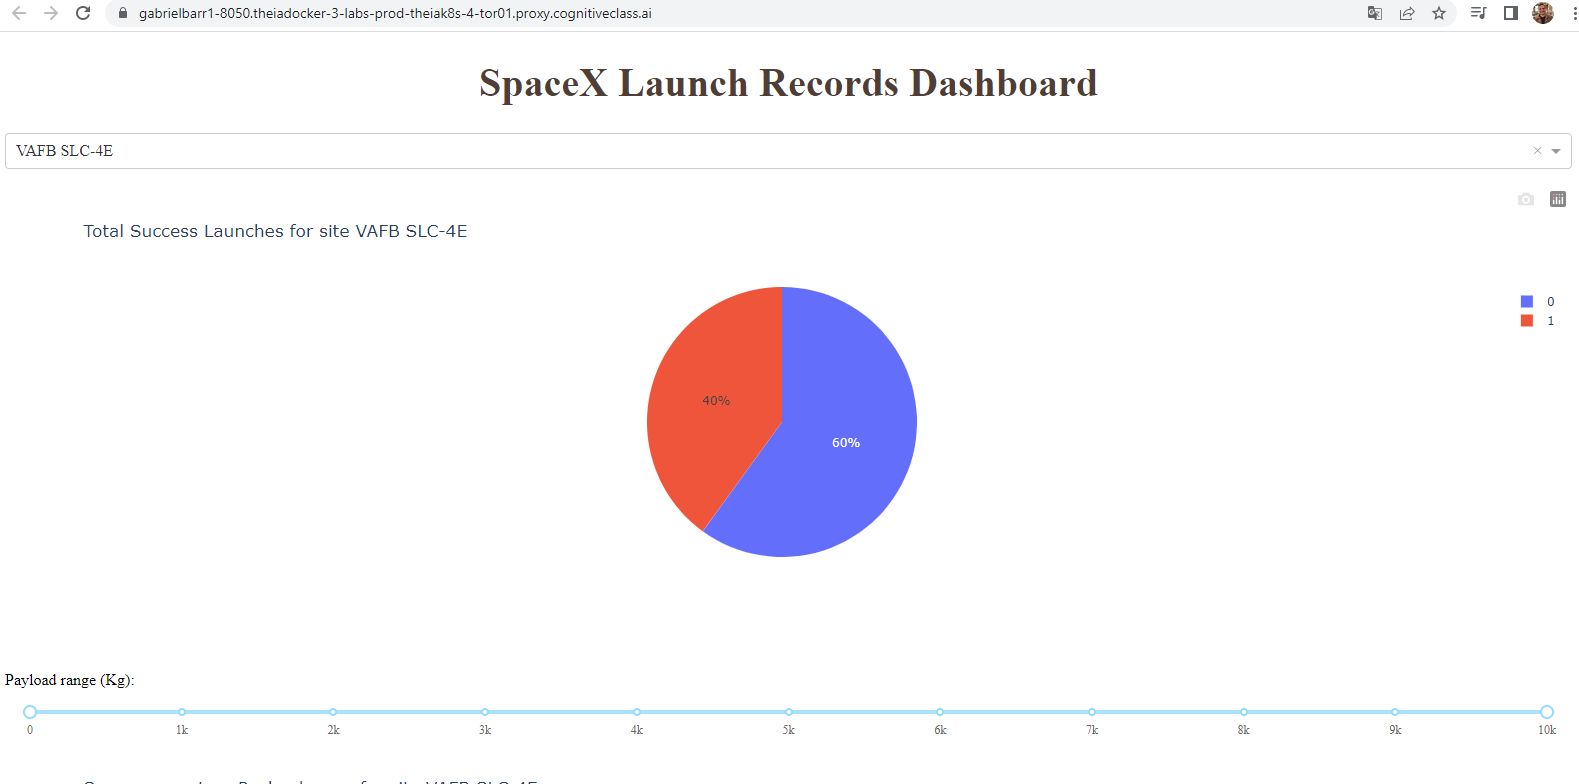 gabrielbarr1-8050.theiadocker-3-labs-prod-theiak8s-4-tor01.proxy.cognitiveclass.ai
SpaceX Launch Records Dashboard
VAFB SLC-4E
Total Success Launches for site VAFB SLC-4E
0
1
40%
60%
Payload range (Kg):
0 1k 2k 3k 4k 5k 6k 7k 8k 9k 10k